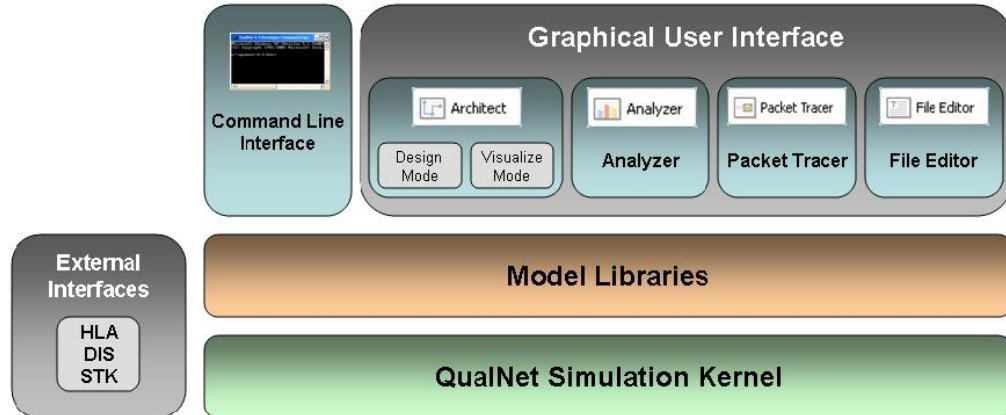 Graphical User Interface
Command Line
Interface
Architect
Design
Mode
Visualize
Mode
Analyzer
Analyzer
Packet Tracer
Packet Tracer
File Editor
File Editor
External
Interfaces
HLA
DIS
STK
Model Libraries
QualNet Simulation Kernel